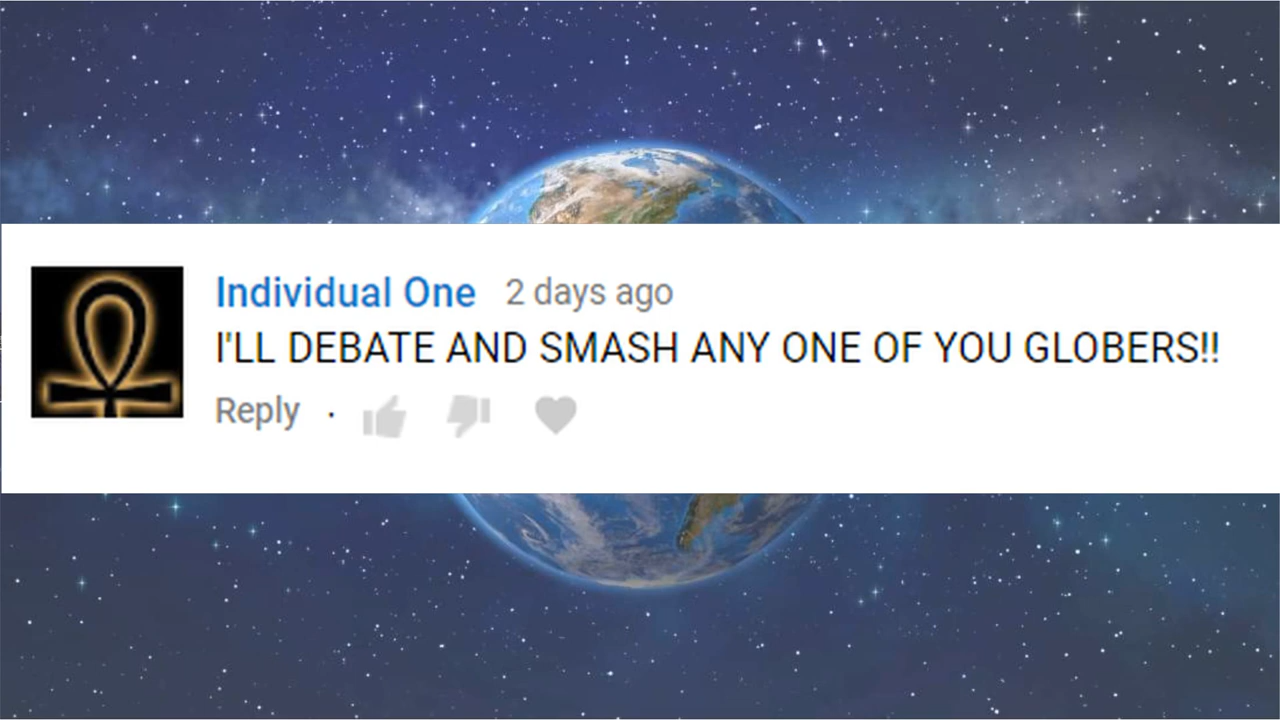 Individual One 2 days ago
I'LL DEBATE AND SMASH ANY ONE OF YOU GLOBERS!!
Reply ·